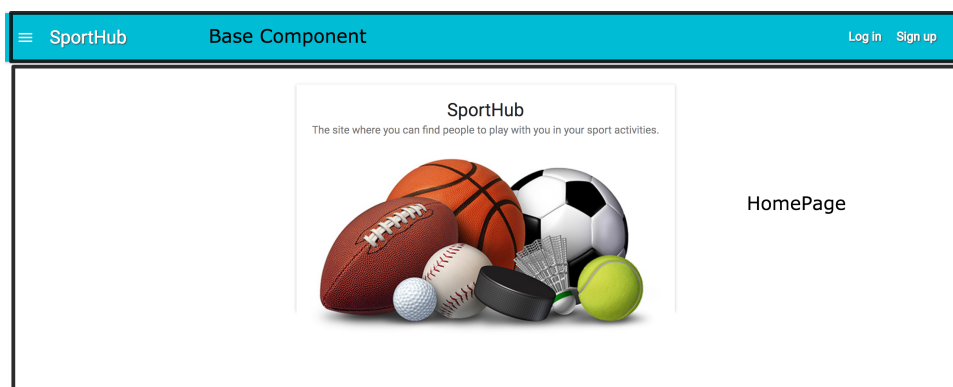 SportHub
Base Component
Log in
Sign up
SportHub
The site where you can find people to play with you in your sport activities.
HomePage